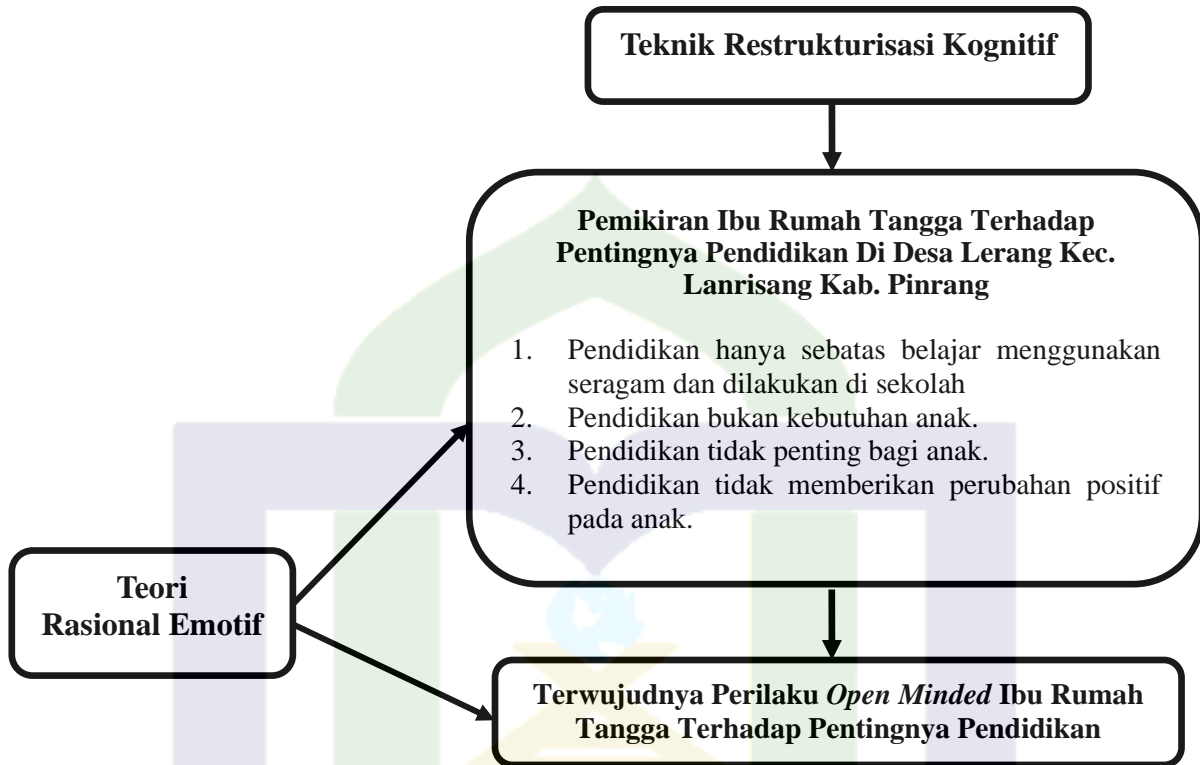 Teknik Restrukturisasi Kognitif
Pemikiran Ibu Rumah Tangga Terhadap
Pentingnya Pendidikan Di Desa Lerang Kec.
Lanrisang Kab. Pinrang
1. Pendidikan hanya sebatas belajar menggunakan
seragam dan dilakukan di sekolah
2. Pendidikan bukan kebutuhan anak.
3. Pendidikan tidak penting bagi anak.
4. Pendidikan tidak memberikan perubahan positif
pada anak.
Teori
Rasional Emotif
Terwujudnya Perilaku Open Minded Ibu Rumah
Tangga Terhadap Pentingnya Pendidikan